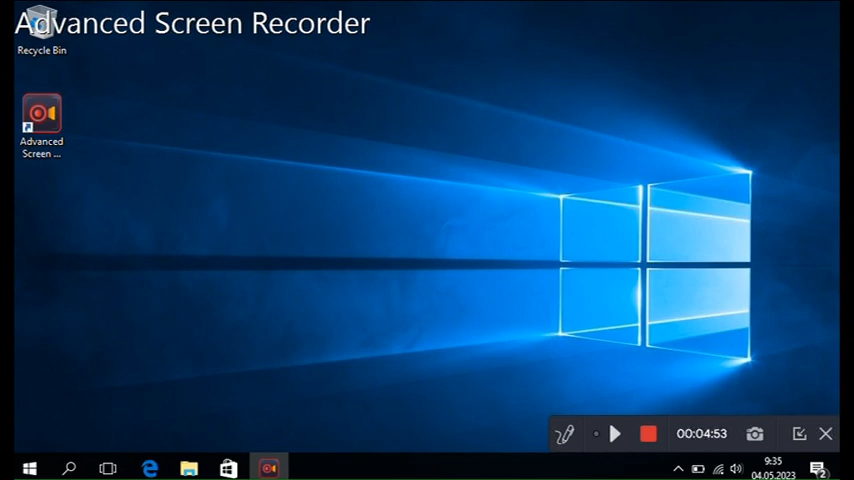 Advanced Screen Recorder
Recycle Bin
Advanced
Screen ...
00:04:53
9:35
04.05.2023
2